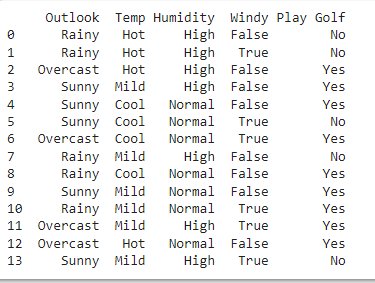 Outlook Temp Humidity Windy Play Golf
0 Rainy Hot High False No
1 Rainy Hot High True No
2 Overcast Hot High False Yes
3 Sunny Mild High False Yes
4 Sunny Cool Normal False Yes
5 Sunny Cool Normal True No
6 Overcast Cool Normal True Yes
7 Rainy Mild High False No
8 Rainy Cool Normal False Yes
9 Sunny Mild Normal False Yes
10 Rainy Mild Normal True Yes
11 Overcast Mild High True Yes
12 Overcast Hot Normal False Yes
13 Sunny Mild High True No